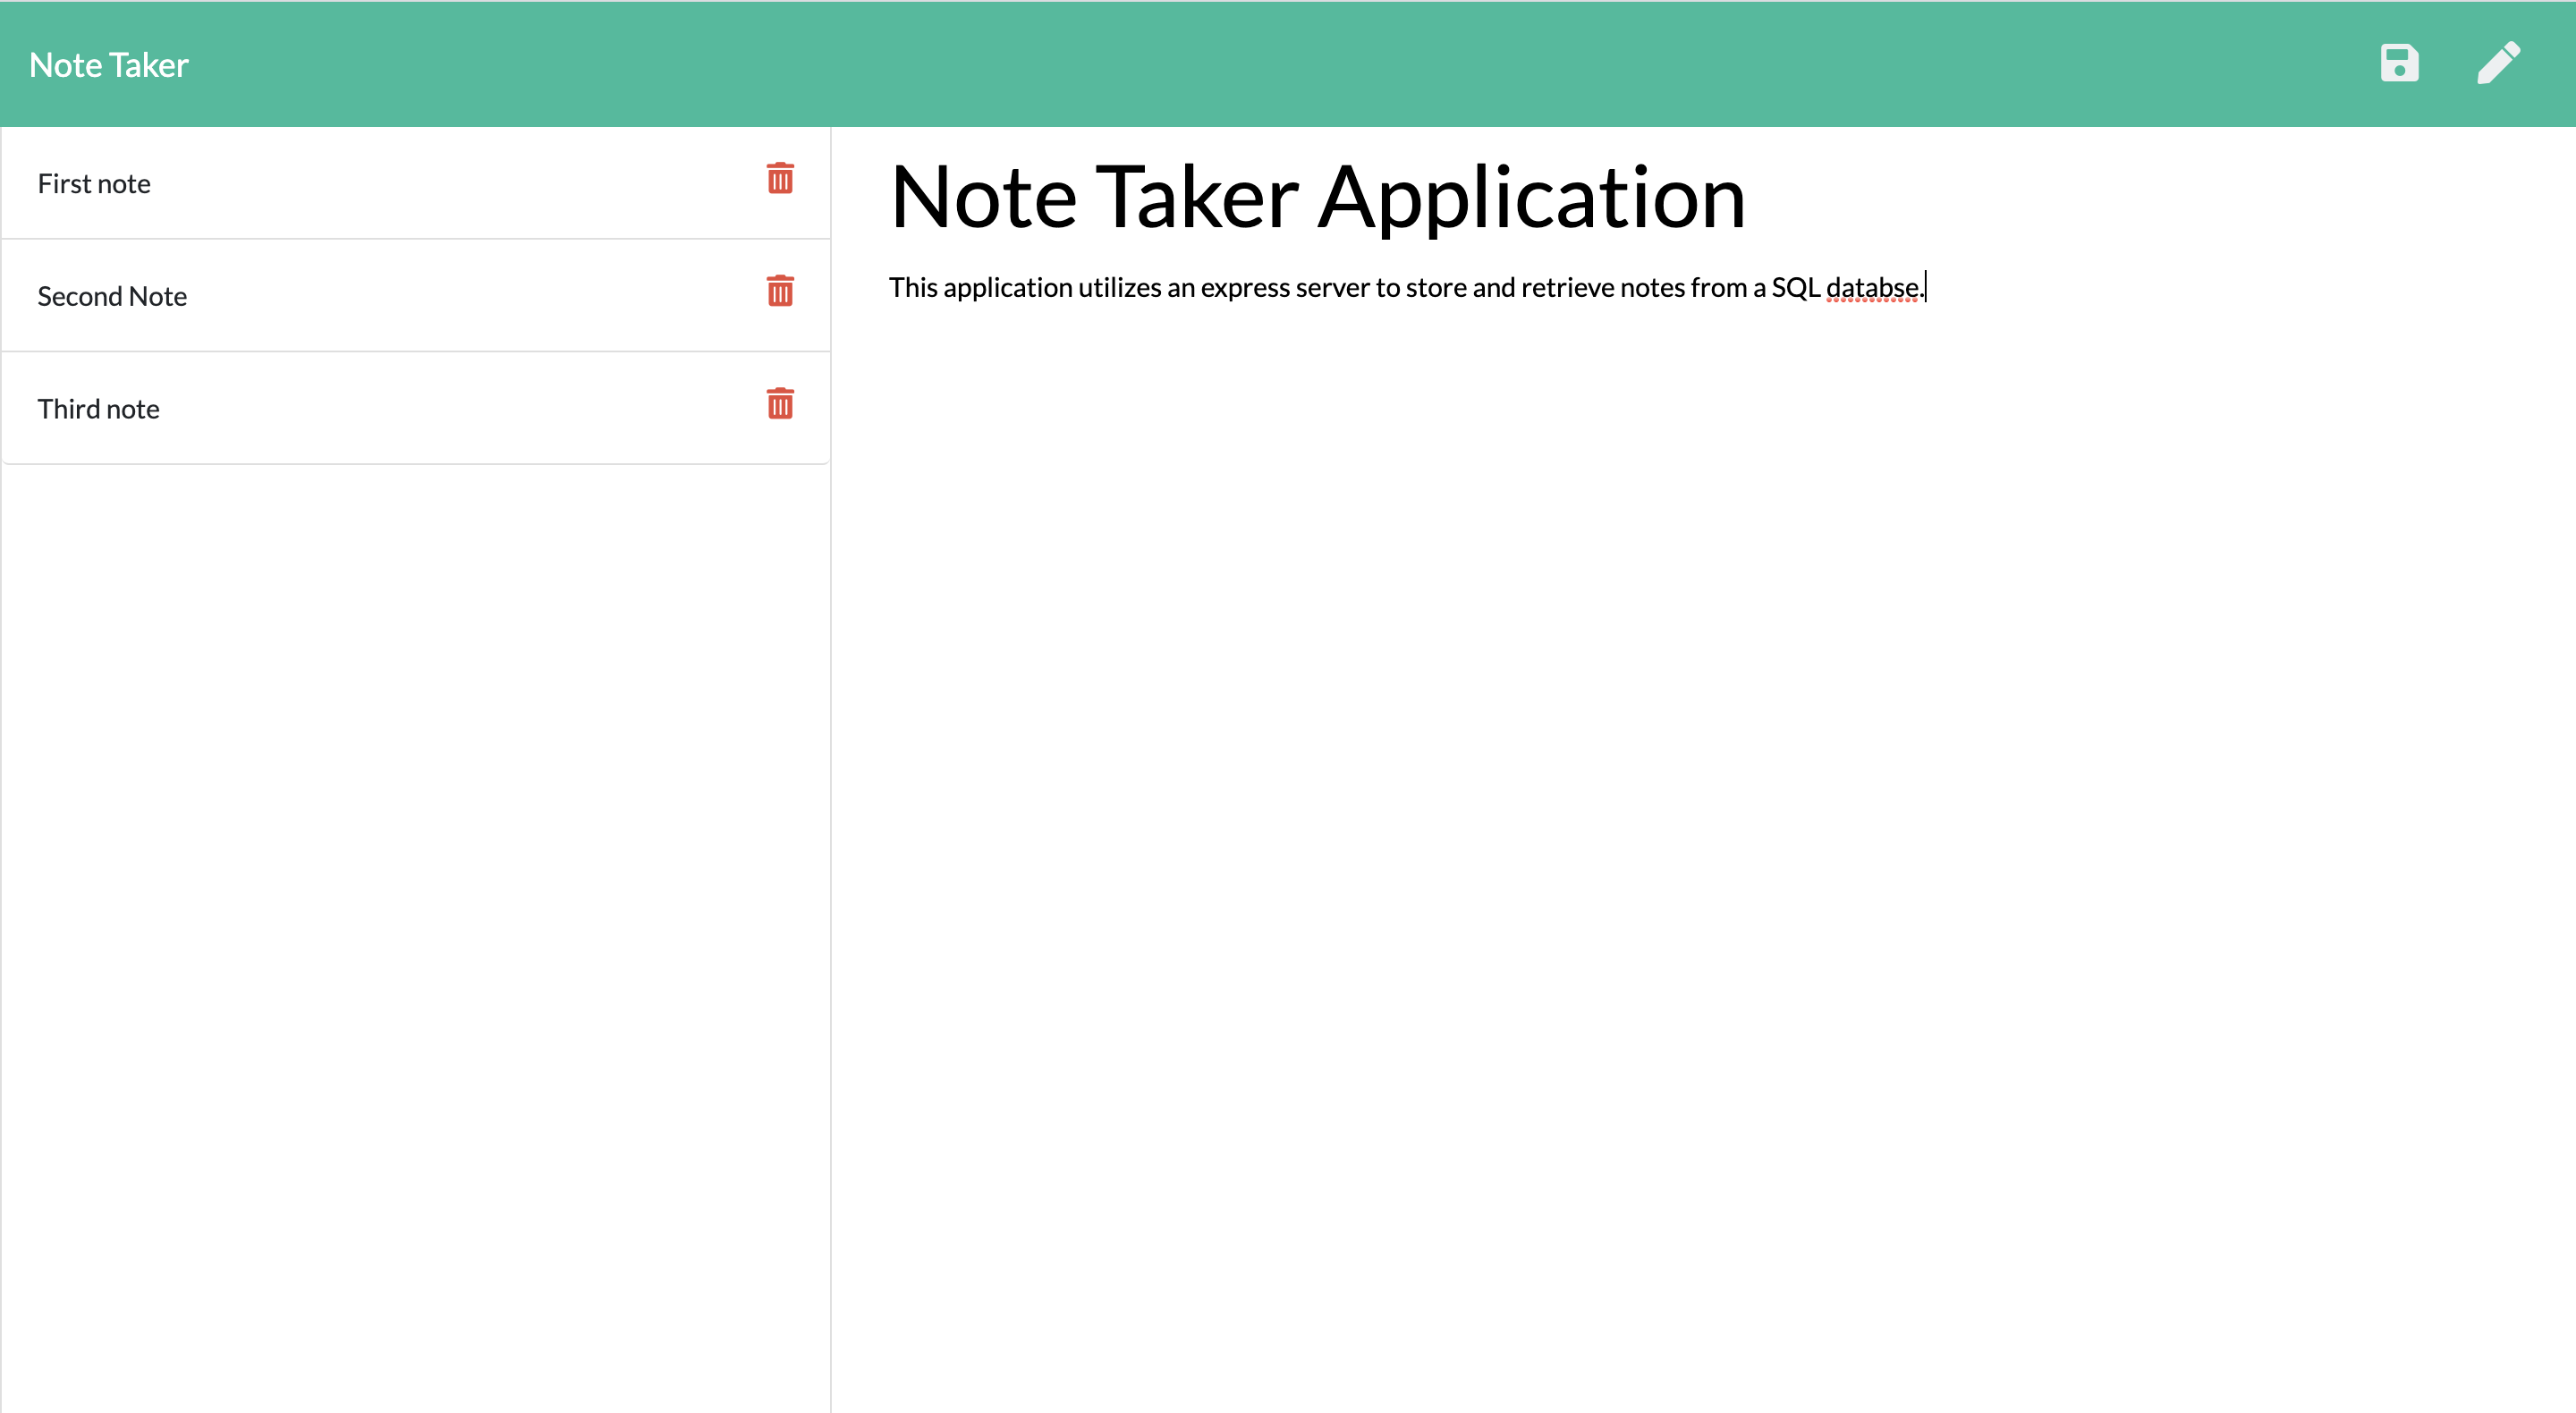 Note Taker
First note
Second Note
Third note
Note Taker Application
This application utilizes an express server to store and retrieve notes from a SQL databse.